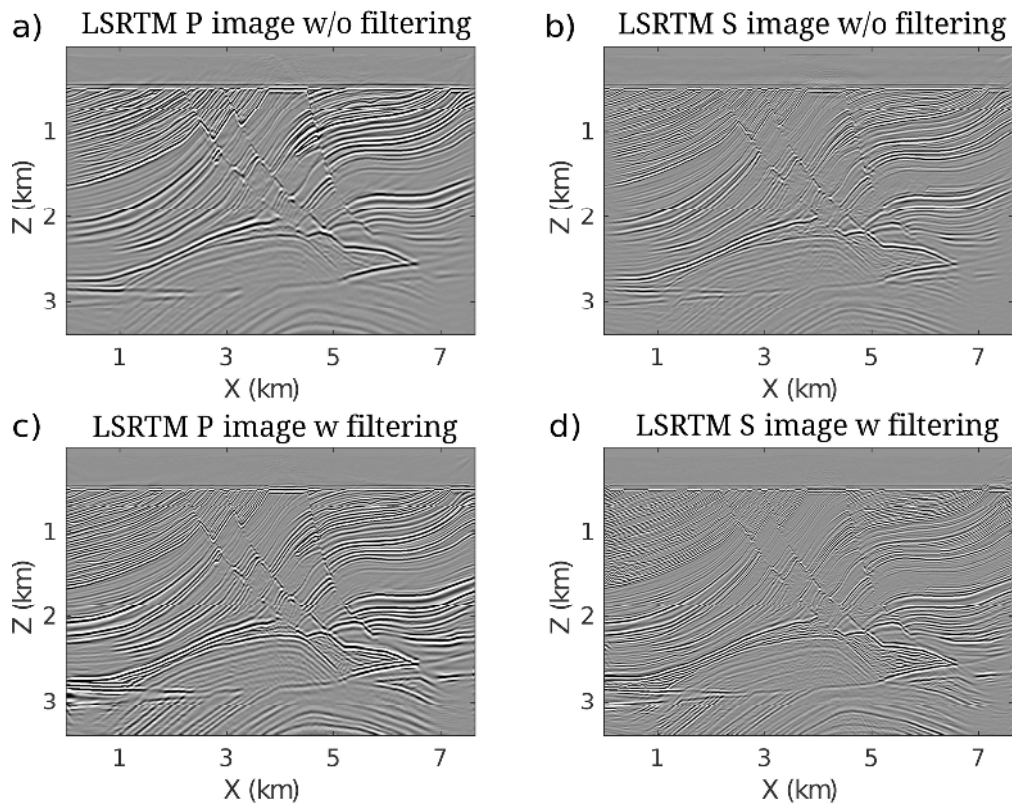 a) LSRTM P image w/o filtering
1
2
3
Z (km)
1 3 5 7
X (km)
b) LSRTM S image w/o filtering
1
2
3
Z (km)
1 3 5 7
X (km)
c) LSRTM P image w filtering
1
2
3
Z (km)
1 3 5 7
X (km)
d) LSRTM S image w filtering
1
2
3
Z (km)
1 3 5 7
X (km)